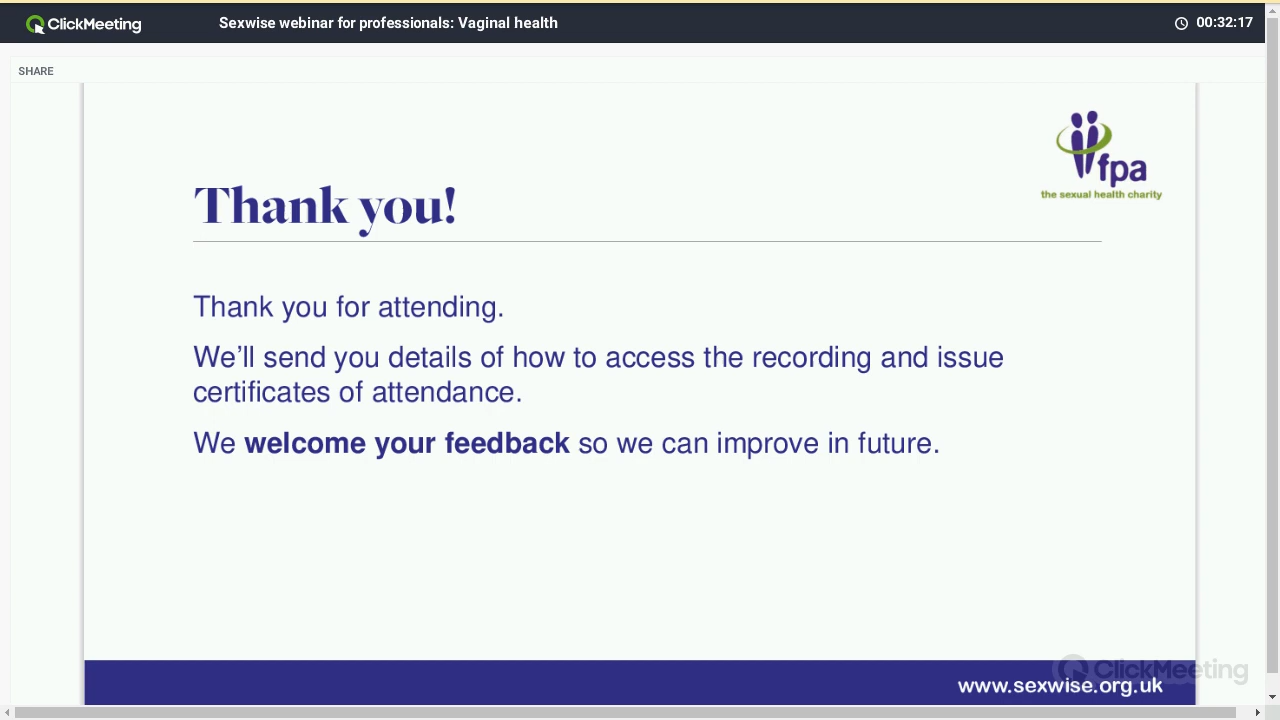 ClickMeeting
Sexwise webinar for professionals: Vaginal health
00:32:17
SHARE
fpa
the sexual health charity
Thank you!
Thank you for attending.
We’ll send you details of how to access the recording and issue
certificates of attendance.
We welcome your feedback so we can improve in future.
ClickMeeting
www.sexwise.org.uk